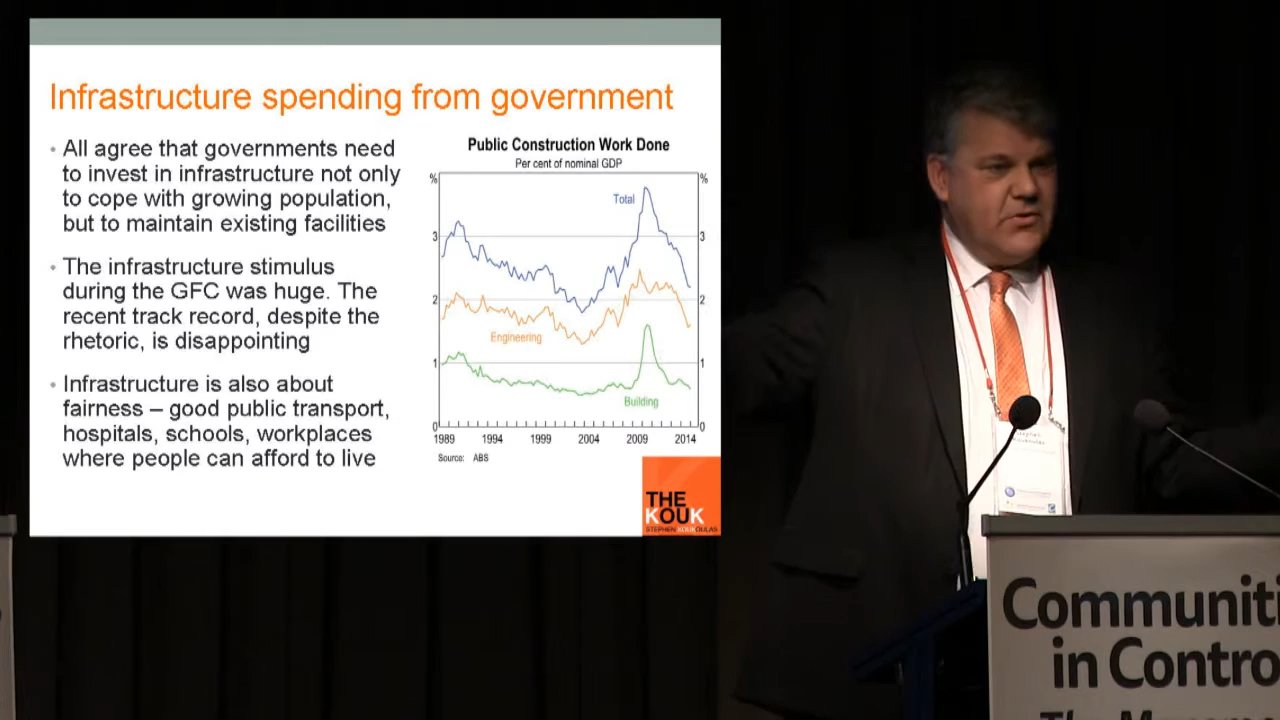 Infrastructure spending from government
• All agree that governments need
to invest in infrastructure not only
to cope with growing population,
but to maintain existing facilities
• The infrastructure stimulus
during the GFC was huge. The
recent track record, despite the
rhetoric, is disappointing
• Infrastructure is also about
fairness – good public transport,
hospitals, schools, workplaces
where people can afford to live
Public Construction Work Done
Per cent of nominal GDP
% %
Total
3 3
2 2
Engineering
1 1
Building
0 0
1989 1994 1999 2004 2009 2014
Source: ABS
THE
KOUK
STEPHEN KOUKOULAS
Communiti
in Contro